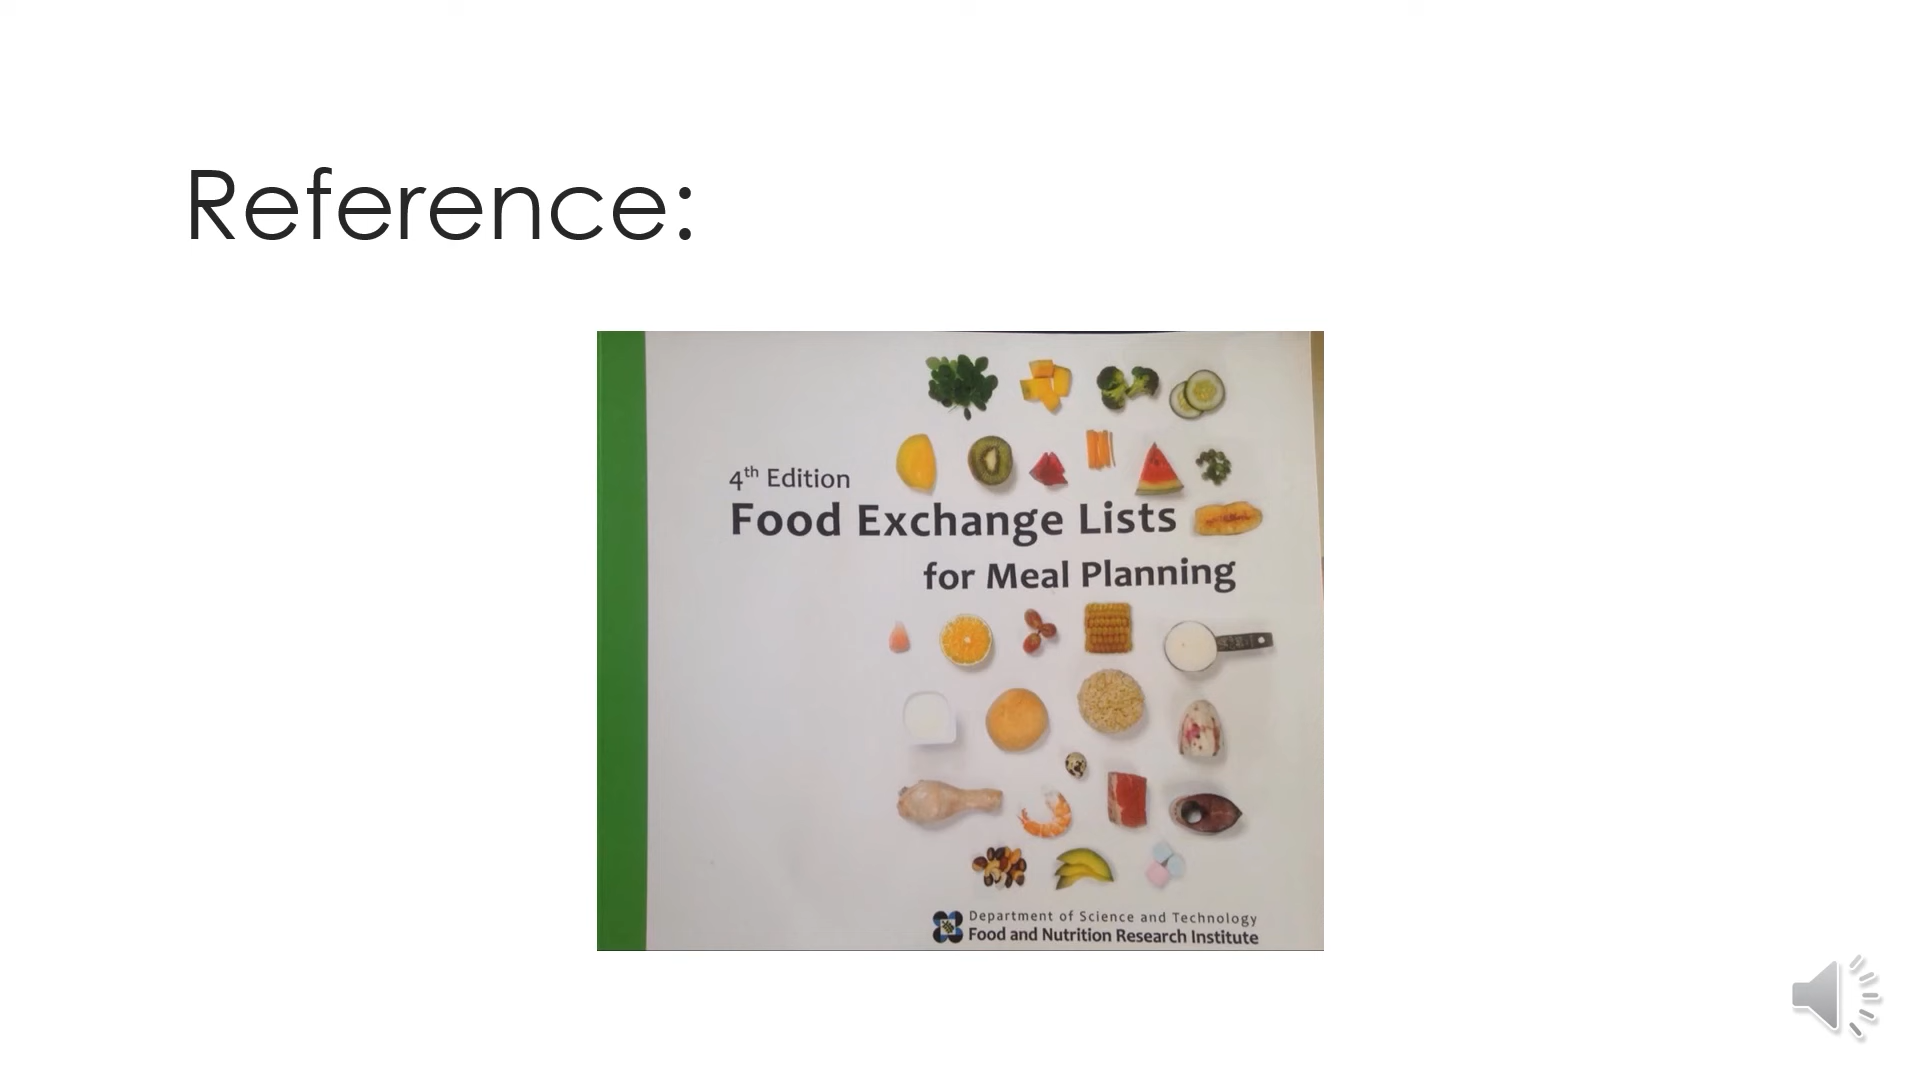 Reference:
4th Edition
Food Exchange Lists
for Meal Planning
Department of Science and Technology
Food and Nutrition Research Institute